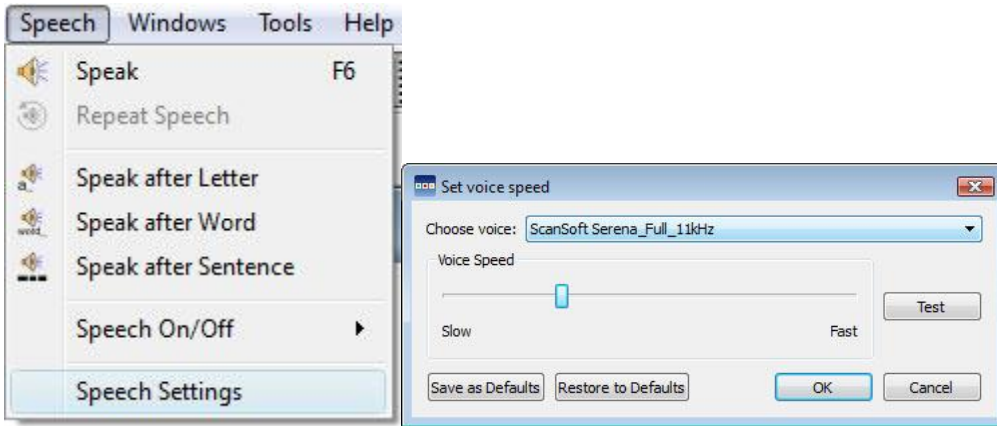 Speech Windows Tools Help
Speak F6
Repeat Speech
a_ Speak after Letter
word_ Speak after Word
Speak after Sentence
Speech On/Off
Speech Settings
Set voice speed
Choose voice: ScanSoft Serena_Full_11kHz
Voice Speed
Slow Fast
Test
Save as Defaults Restore to Defaults OK Cancel